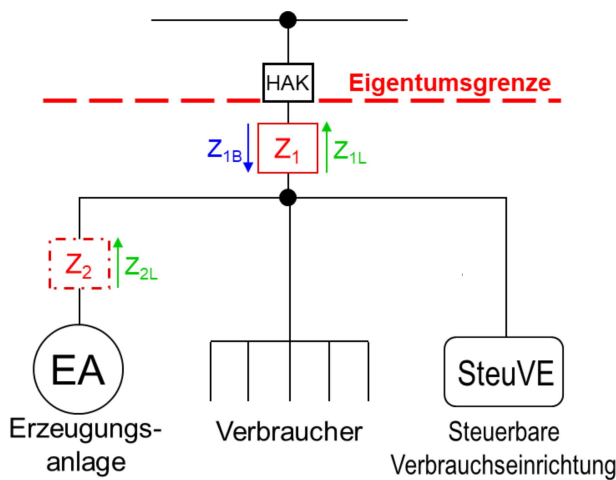 HAK
Eigentumsgrenze
Z1B
Z1
Z1L
Z2
Z2L
EA
SteuVE
Erzeugungs-
anlage
Verbraucher
Steuerbare
Verbrauchseinrichtung